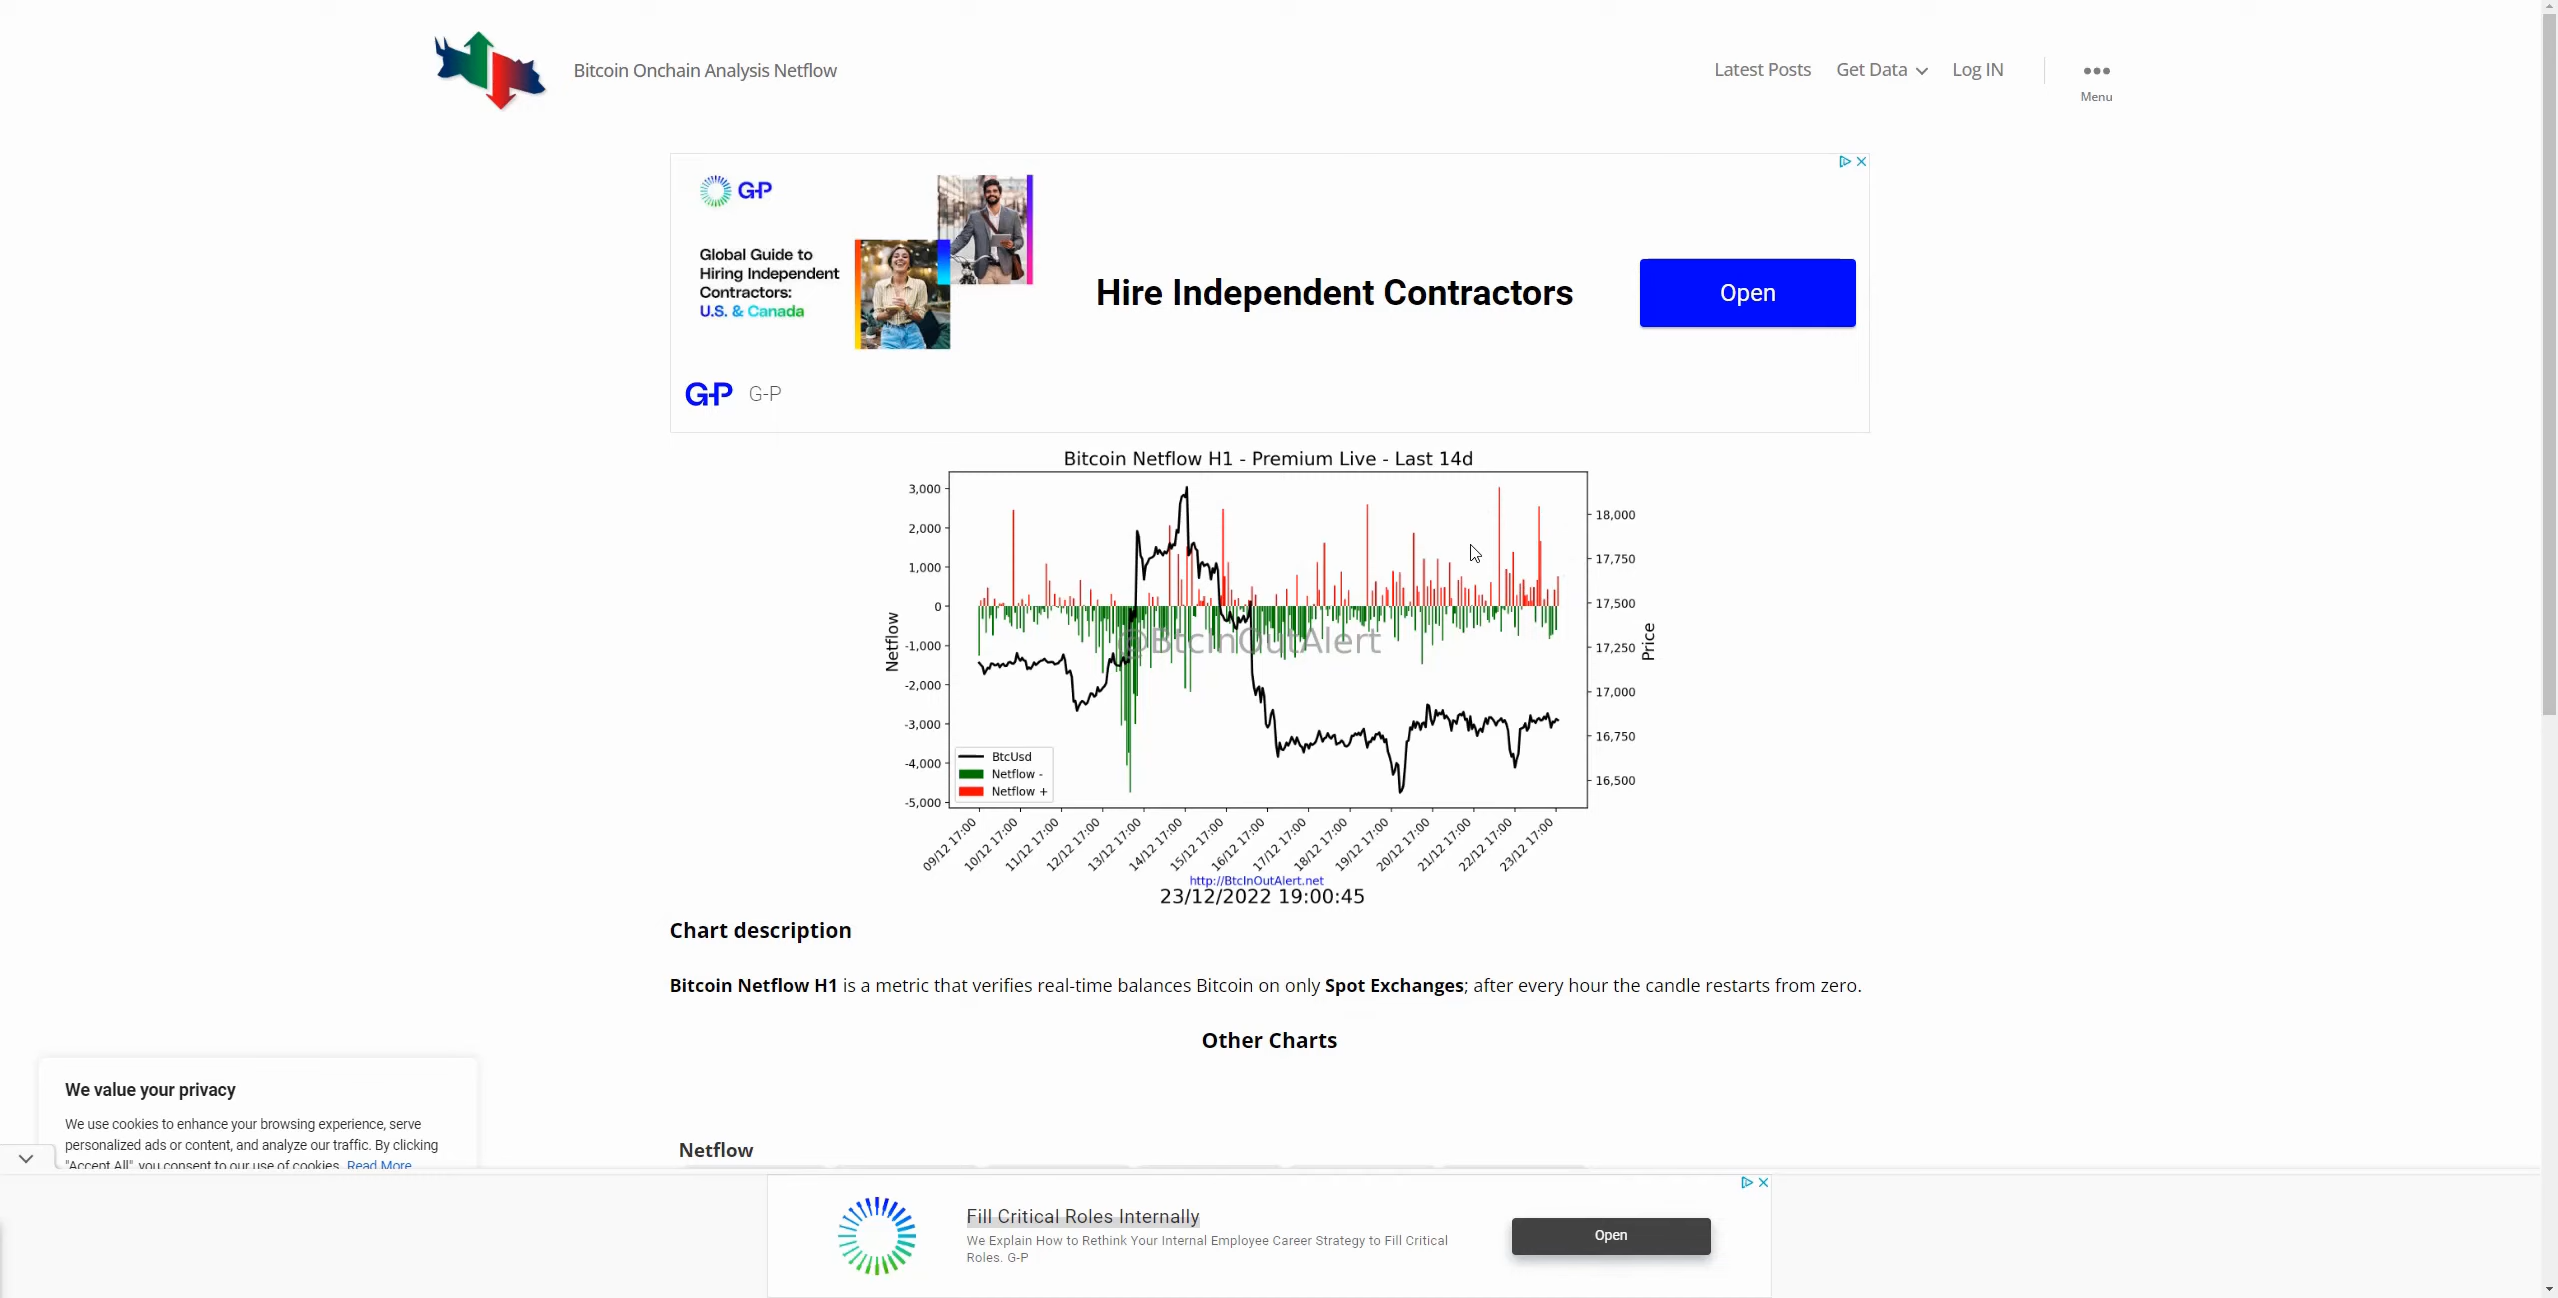 Bitcoin Onchain Analysis Netflow
Latest Posts
Get Data
Log IN
Menu
G-P
Global Guide to
Hiring Independent
Contractors:
U.S. & Canada
Hire Independent Contractors
Open
G-P
G-P
Bitcoin Netflow H1 - Premium Live - Last 14d
3,000
2,000
1,000
0
-1,000
-2,000
-3,000
-4,000
-5,000
Netflow
18,000
17,750
17,500
17,250
17,000
16,750
16,500
Price
@BtcInOutAlert
BtcUsd
Netflow -
Netflow +
09/12 17:00
10/12 17:00
11/12 17:00
12/12 17:00
13/12 17:00
14/12 17:00
15/12 17:00
16/12 17:00
17/12 17:00
18/12 17:00
19/12 17:00
20/12 17:00
21/12 17:00
22/12 17:00
23/12 17:00
http://BtcInOutAlert.net
23/12/2022 19:00:45
Chart description
Bitcoin Netflow H1 is a metric that verifies real-time balances Bitcoin on only Spot Exchanges; after every hour the candle restarts from zero.
Other Charts
We value your privacy
We use cookies to enhance your browsing experience, serve
personalized ads or content, and analyze our traffic. By clicking
"Accept All", you consent to our use of cookies. Read More
Netflow
Fill Critical Roles Internally
We Explain How to Rethink Your Internal Employee Career Strategy to Fill Critical
Roles. G-P
Open